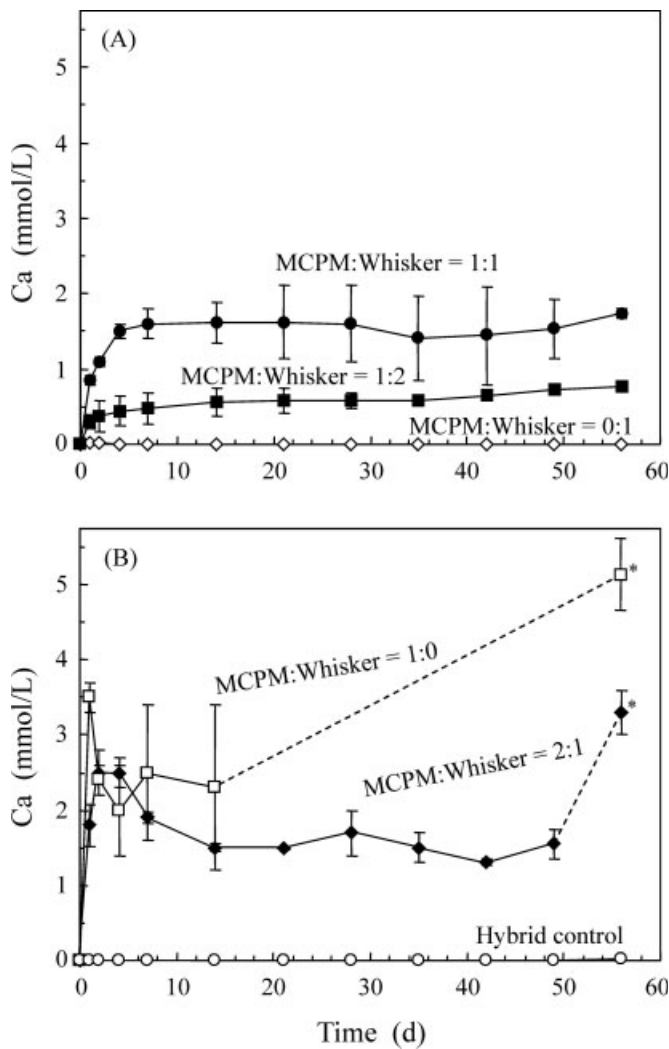 (A)
Ca (mmol/L)
5
4
3
2
1
0
MCPM:Whisker = 1:1
MCPM:Whisker = 1:2
MCPM:Whisker = 0:1
0 10 20 30 40 50 60
(B)
Ca (mmol/L)
5
4
3
2
1
0
*
MCPM:Whisker = 1:0
*
MCPM:Whisker = 2:1
Hybrid control
0 10 20 30 40 50 60
Time (d)